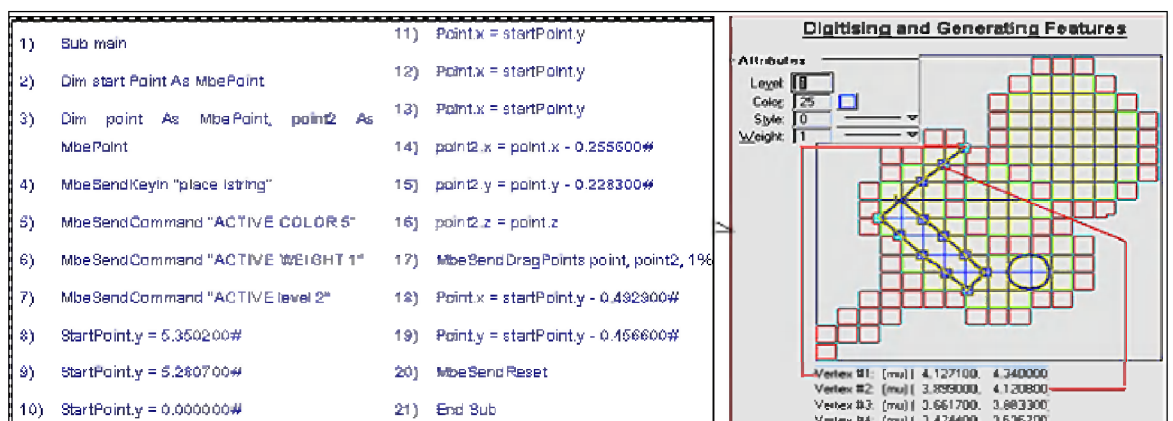 1) Sub main
2) Dim start Point As MbePoint
3) Dim point As MbePoint, point2 As
MbePoint
4) MbeSendKeyin "place lstring"
5) MbeSendCommand "ACTIVE COLOR 5"
6) MbeSendCommand "ACTIVE WEIGHT 1"
7) MbeSendCommand "ACTIVE level 2"
8) StartPoint.y = 5.350200#
9) StartPoint.y = 5.280700#
10) StartPoint.y = 0.000000#
11) Point.x = startPoint.y
12) Point.x = startPoint.y
13) Point.x = startPoint.y
14) point2.x = point.x - 0.255600#
15) point2.y = point.y - 0.228300#
16) point2.z = point.z
17) MbeSendDragPoints point, point2, 1%
18) Point.x = startPoint.y - 0.492900#
19) Point.y = startPoint.y - 0.456600#
20) MbeSendReset
21) End Sub
Digitising and Generating Features
Attributes
Level:
Color: 25
Style: 0
Weight: 1
Vertex #1: (mu) ( 4.127100, 4.340000
Vertex #2: (mu) ( 3.899000, 4.120800
Vertex #3: (mu) ( 3.661700, 3.883300
Vertex #4: (mu) (